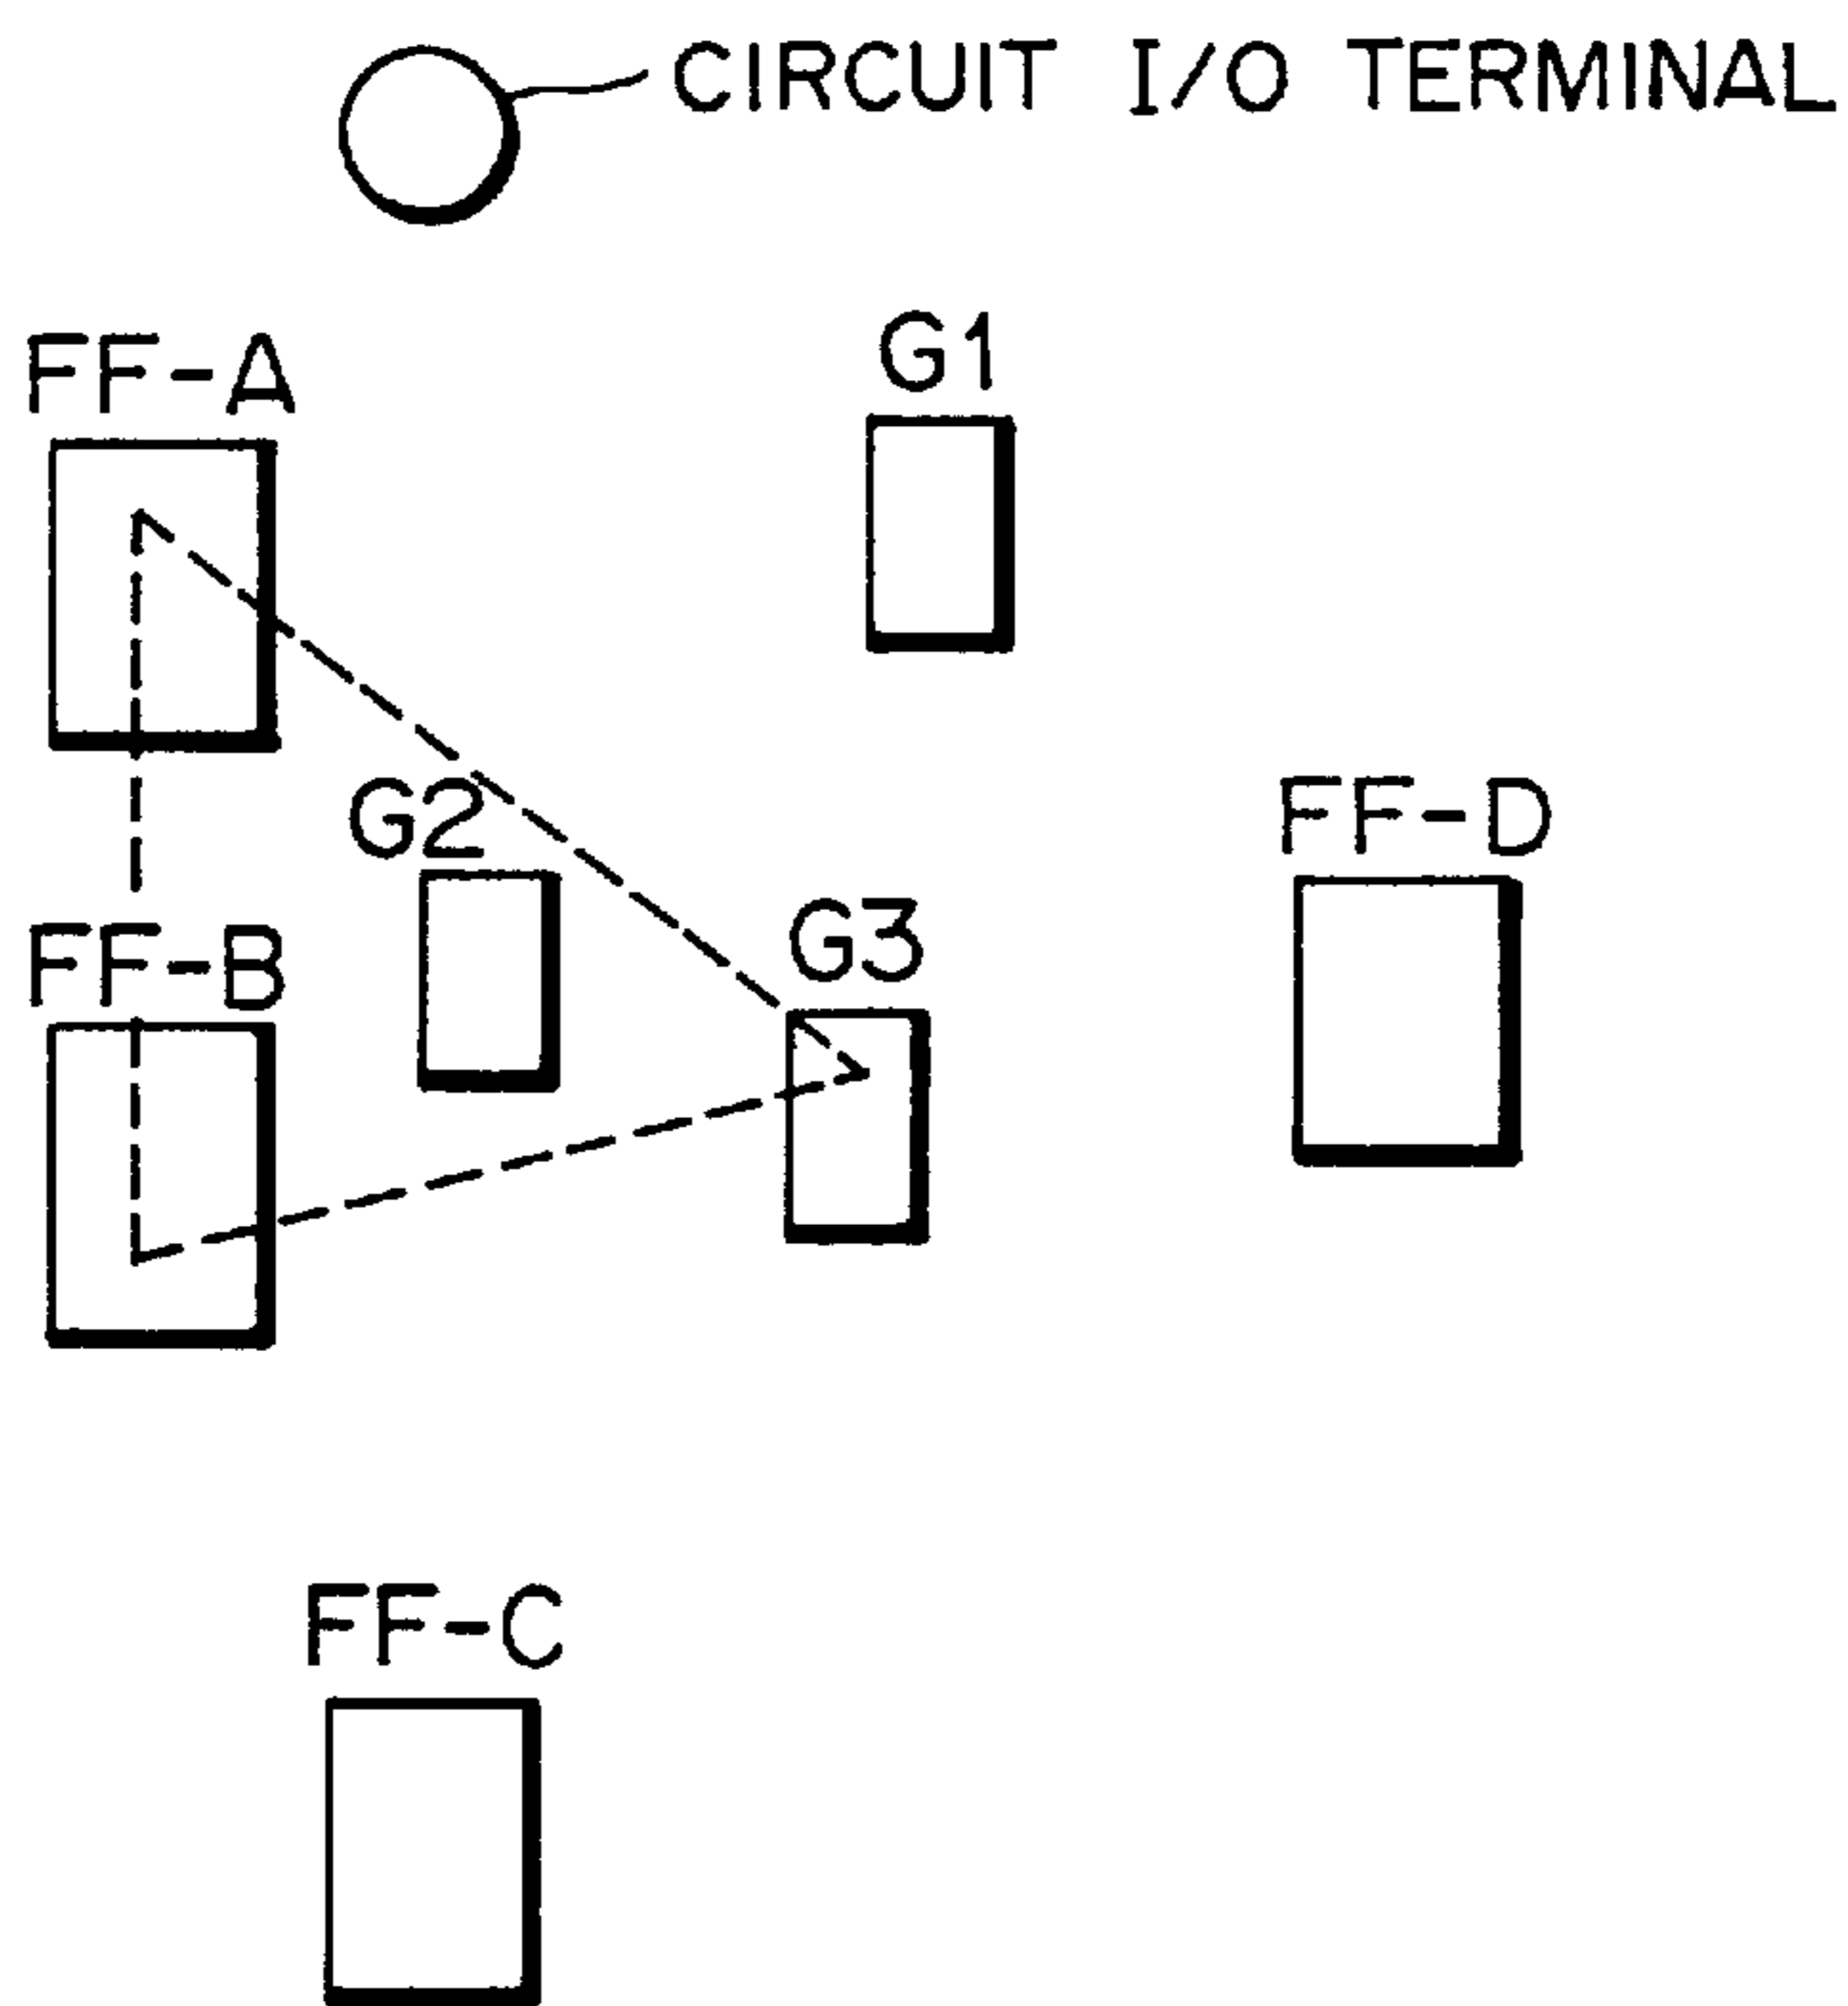 CIRCUIT I/O TERMINAL
FF-A
G1
G2
FF-D
G3
FF-B
FF-C